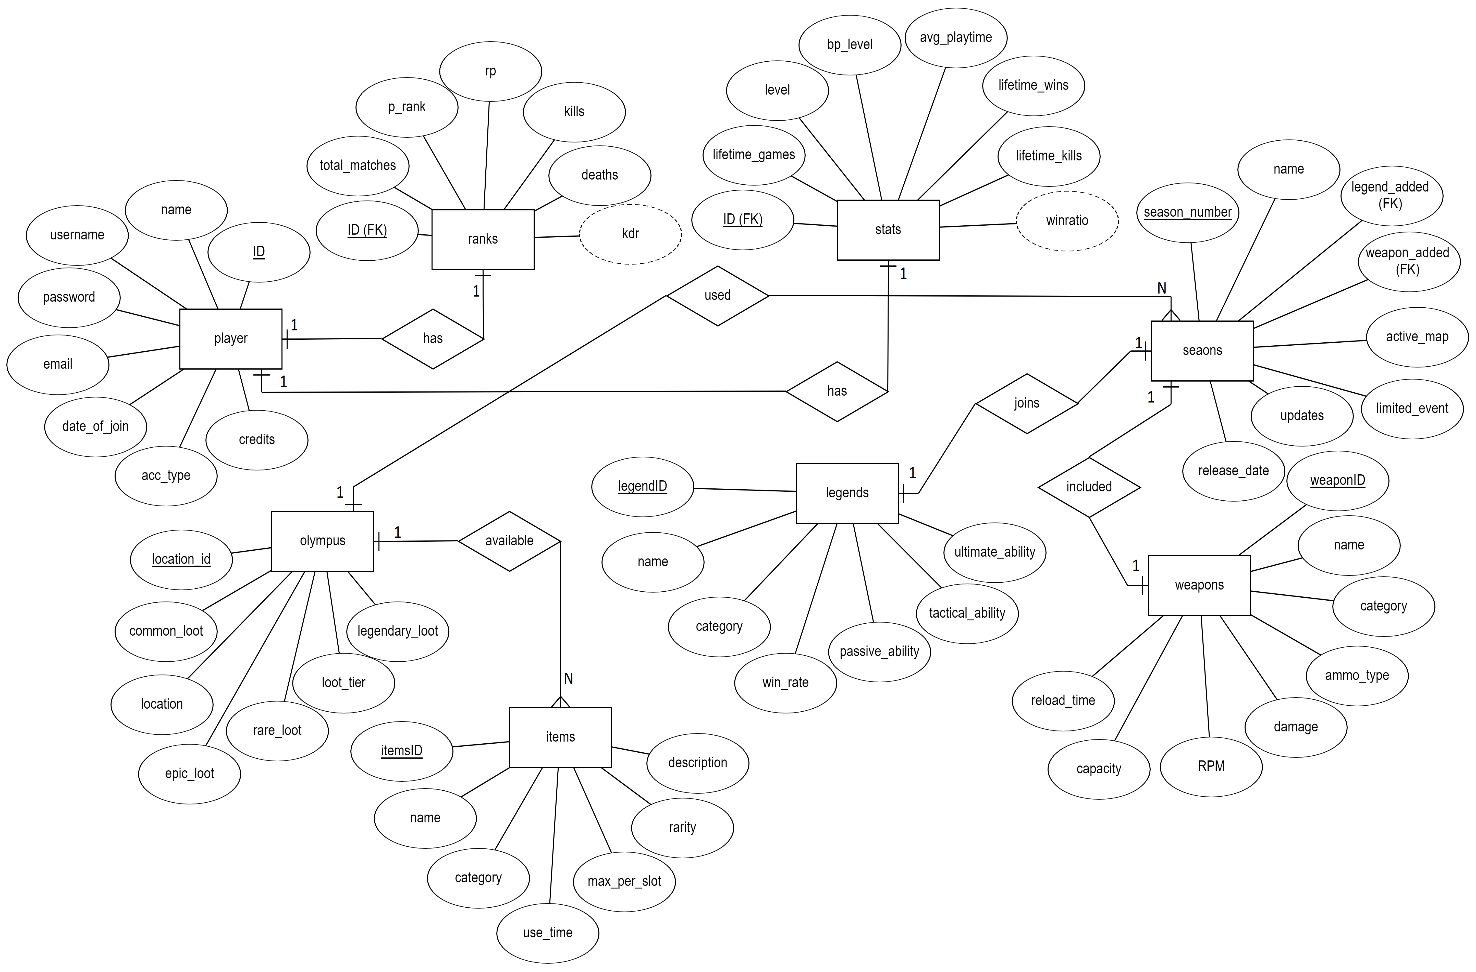 avg_playtime
bp_level
rp
lifetime_wins
level
p_rank
kills
lifetime_games
lifetime_kills
total_matches
deaths
name
legend_added
(FK)
season_number
name
username
ID (FK)
ranks
kdr
ID (FK)
stats
winratio
ID
weapon_added
(FK)
1
1
N
password
used
1
player
has
1
seaons
active_map
email
1
has
joins
1
limited_event
date_of_join
credits
updates
acc_type
release_date
1
legendID
legends
1
included
weaponID
olympus
1
available
location_id
name
ultimate_ability
name
1
weapons
category
common_loot
legendary_loot
category
tactical_ability
passive_ability
loot_tier
win_rate
N
ammo_type
location
reload_time
rare_loot
damage
itemsID
items
description
epic_loot
capacity
RPM
name
rarity
category
max_per_slot
use_time